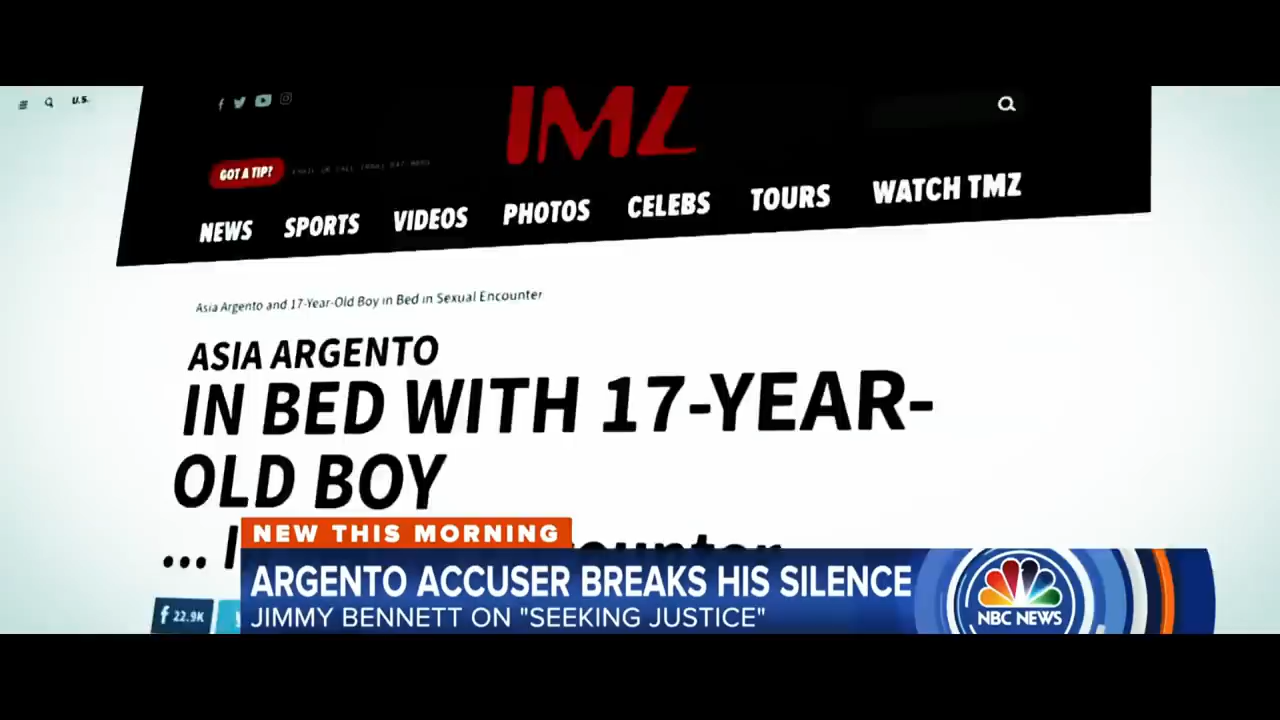 U.S.
TMZ
GOT A TIP?
NEWS SPORTS VIDEOS PHOTOS CELEBS TOURS WATCH TMZ
Asia Argento and 17-Year-Old Boy in Bed in Sexual Encounter
ASIA ARGENTO
IN BED WITH 17-YEAR-
OLD BOY
...
NEW THIS MORNING
ARGENTO ACCUSER BREAKS HIS SILENCE
JIMMY BENNETT ON "SEEKING JUSTICE"
NBC NEWS
f 22.9K